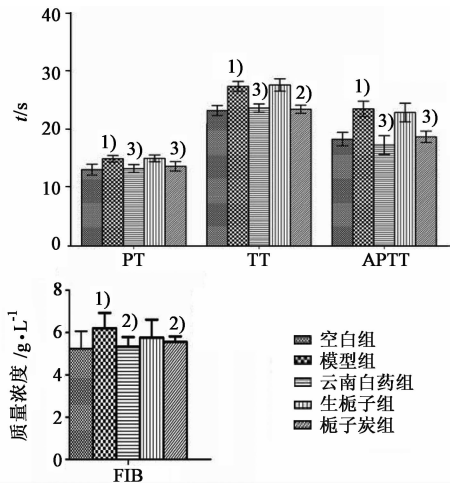 40
30
20
10
0
t/s
1) 3) 3)
1) 3) 2)
1) 3) 3)
PT TT APTT
8
6
4
2
0
质量浓度/g•L⁻¹
1) 2) 2)
FIB
空白组
模型组
云南白药组
生栀子组
栀子炭组